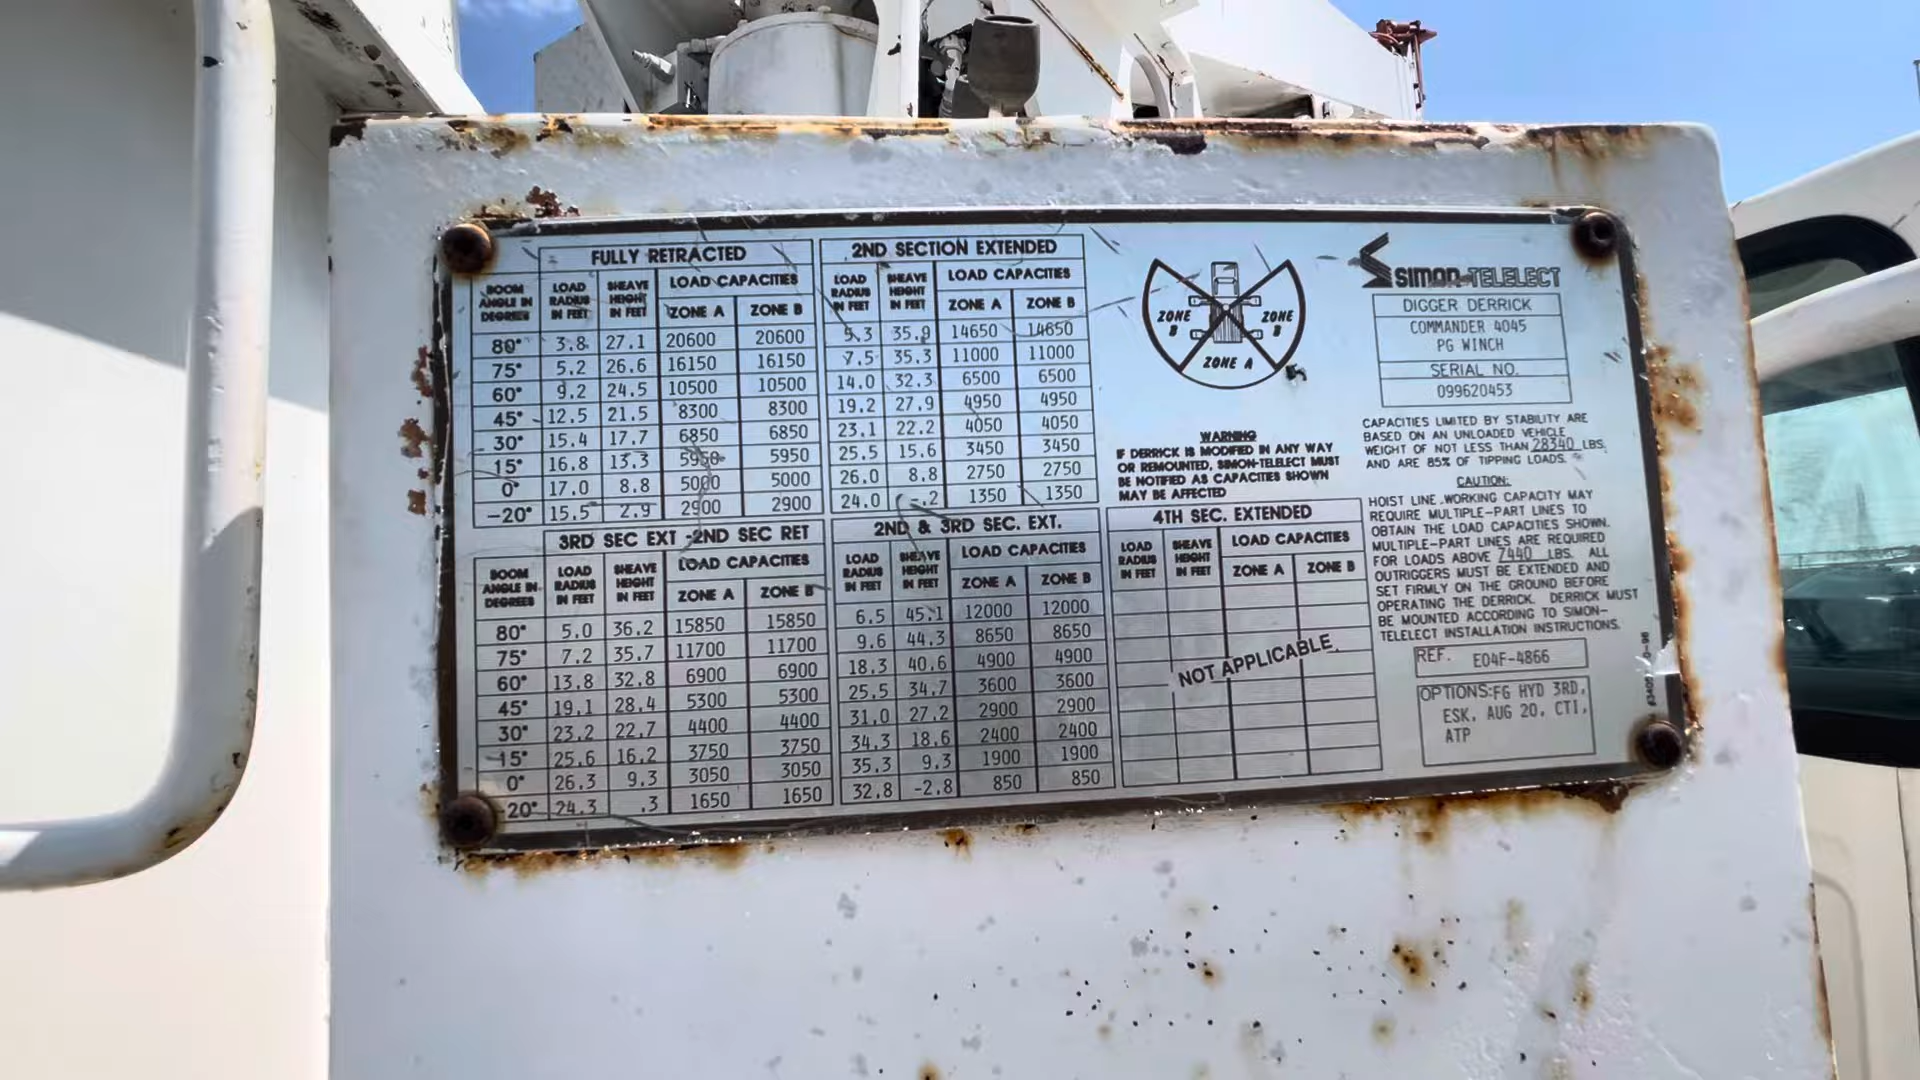 FULLY RETRACTED
BOOM ANGLE IN DEGREES LOAD RADIUS IN FEET SHEAVE HEIGHT IN FEET LOAD CAPACITIES
ZONE A ZONE B
80° 3.8 27.1 20600 20600
75° 5.2 26.6 16150 16150
60° 9.2 24.5 10500 10500
45° 12.5 21.5 8300 8300
30° 15.4 17.7 6850 6850
15° 16.8 13.3 5950 5950
0° 17.0 8.8 5000 5000
-20° 15.5 2.9 2900 2900
2ND SECTION EXTENDED
LOAD RADIUS IN FEET SHEAVE HEIGHT IN FEET LOAD CAPACITIES
ZONE A ZONE B
5.3 35.9 14650 14650
7.5 35.3 11000 11000
14.0 32.3 6500 6500
19.2 27.9 4950 4950
23.1 22.2 4050 4050
25.5 15.6 3450 3450
26.0 8.8 2750 2750
24.0 -.2 1350 1350
3RD SEC EXT -2ND SEC RET
BOOM ANGLE IN DEGREES LOAD RADIUS IN FEET SHEAVE HEIGHT IN FEET LOAD CAPACITIES
ZONE A ZONE B
80° 5.0 36.2 15850 15850
75° 7.2 35.7 11700 11700
60° 13.8 32.8 6900 6900
45° 19.1 28.4 5300 5300
30° 23.2 22.7 4400 4400
15° 25.6 16.2 3750 3750
0° 26.3 9.3 3050 3050
-20° 24.3 .3 1650 1650
2ND & 3RD SEC. EXT.
LOAD RADIUS IN FEET SHEAVE HEIGHT IN FEET LOAD CAPACITIES
ZONE A ZONE B
6.5 45.1 12000 12000
9.6 44.3 8650 8650
18.3 40.6 4900 4900
25.5 34.7 3600 3600
31.0 27.2 2900 2900
34.3 18.6 2400 2400
35.3 9.3 1900 1900
32.8 -2.8 850 850
4TH SEC. EXTENDED
LOAD RADIUS IN FEET SHEAVE HEIGHT IN FEET LOAD CAPACITIES
ZONE A ZONE B
NOT APPLICABLE
ZONE B
ZONE B
ZONE A
WARNING
IF DERRICK IS MODIFIED IN ANY WAY
OR REMOUNTED, SIMON-TELELECT MUST
BE NOTIFIED AS CAPACITIES SHOWN
MAY BE AFFECTED
SIMON-TELELECT
DIGGER DERRICK
COMMANDER 4045
PG WINCH
SERIAL NO.
099620453
CAPACITIES LIMITED BY STABILITY ARE
BASED ON AN UNLOADED VEHICLE
WEIGHT OF NOT LESS THAN 28340 LBS.
AND ARE 85% OF TIPPING LOADS.
CAUTION:
HOIST LINE WORKING CAPACITY MAY
REQUIRE MULTIPLE-PART LINES TO
OBTAIN THE LOAD CAPACITIES SHOWN.
MULTIPLE-PART LINES ARE REQUIRED
FOR LOADS ABOVE 7440 LBS. ALL
OUTRIGGERS MUST BE EXTENDED AND
SET FIRMLY ON THE GROUND BEFORE
OPERATING THE DERRICK. DERRICK MUST
BE MOUNTED ACCORDING TO SIMON-
TELELECT INSTALLATION INSTRUCTIONS.
REF. E04F-4866
OPTIONS:FG HYD 3RD,
ESK, AUG 20, CTI,
ATP